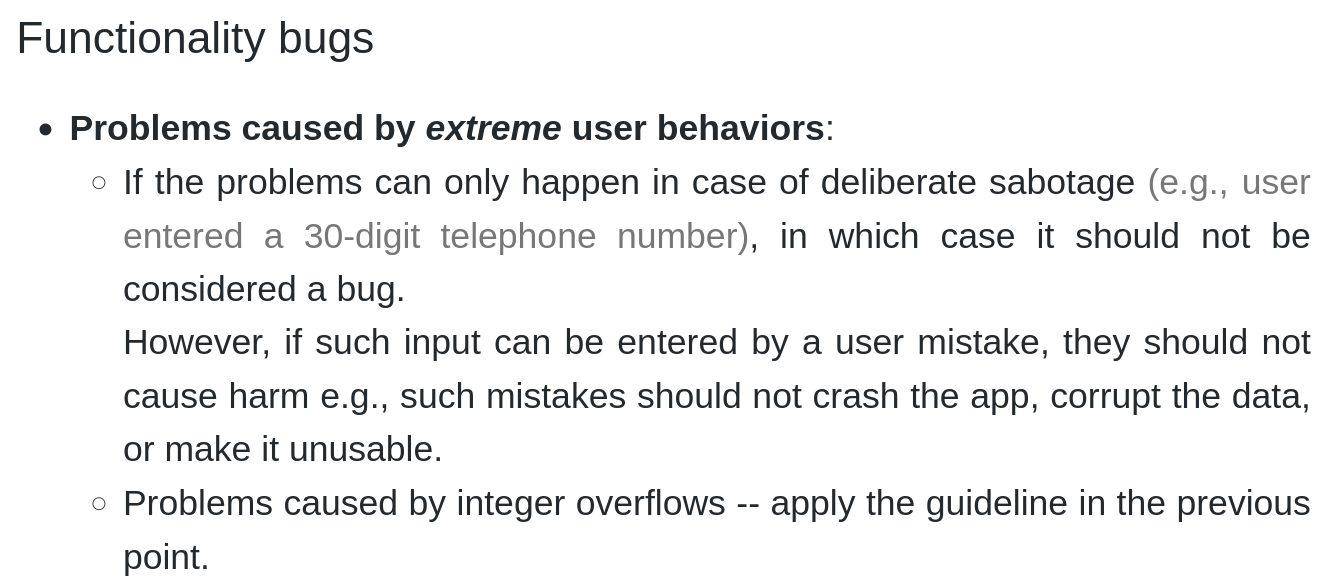 Functionality bugs
• Problems caused by extreme user behaviors:
○ If the problems can only happen in case of deliberate sabotage (e.g., user
entered a 30-digit telephone number), in which case it should not be
considered a bug.
However, if such input can be entered by a user mistake, they should not
cause harm e.g., such mistakes should not crash the app, corrupt the data,
or make it unusable.
○ Problems caused by integer overflows -- apply the guideline in the previous
point.